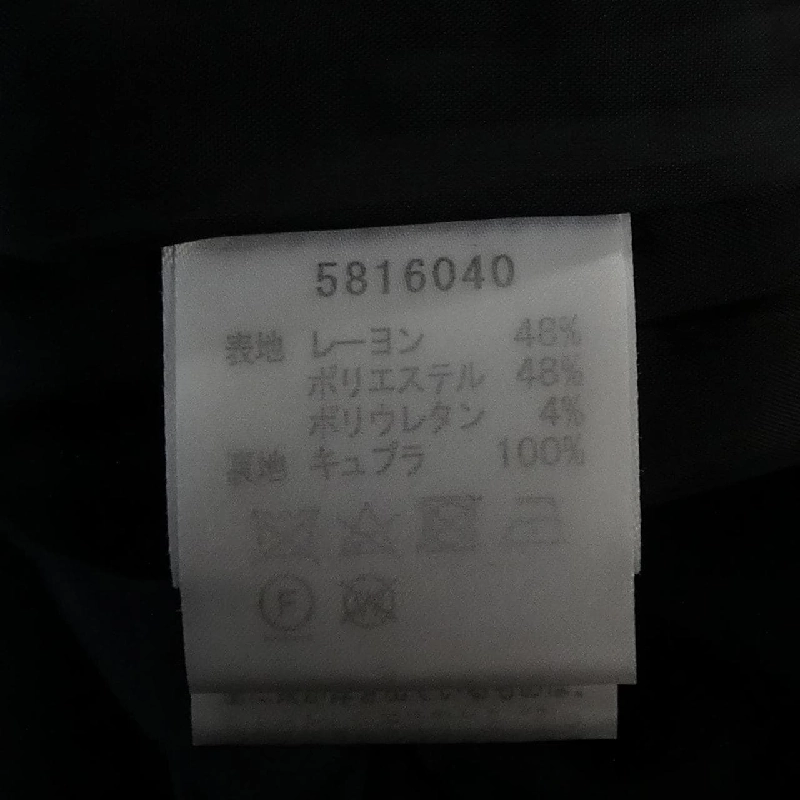 5816040
表地 レーヨン 48%
ポリエステル 48%
ポリウレタン 4%
裏地 キュプラ 100%
F
W